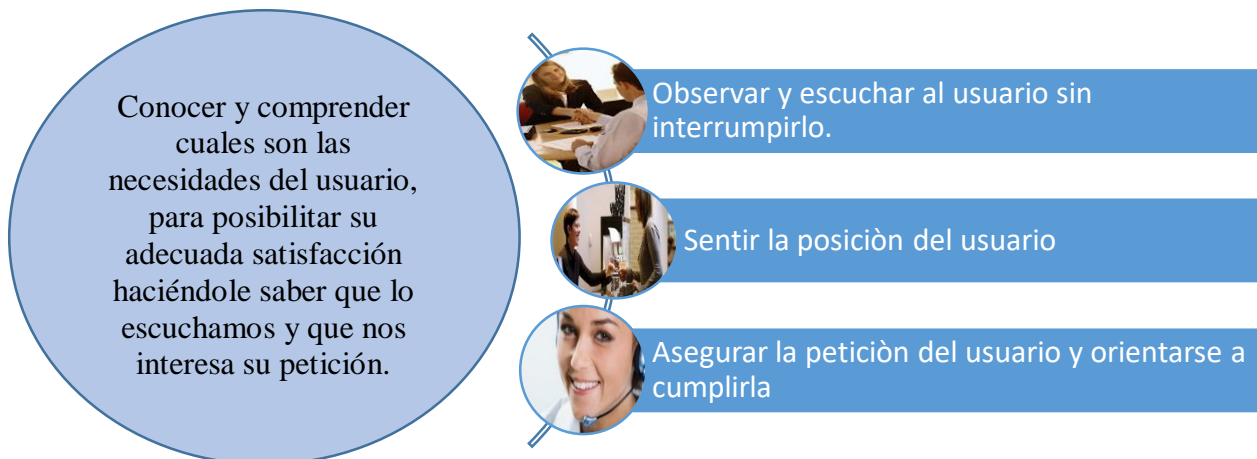 Conocer y comprender
cuales son las
necesidades del usuario,
para posibilitar su
adecuada satisfacción
haciéndole saber que lo
escuchamos y que nos
interesa su petición.
Observar y escuchar al usuario sin
interrumpirlo.
Sentir la posiciòn del usuario
Asegurar la peticiòn del usuario y orientarse a
cumplirla